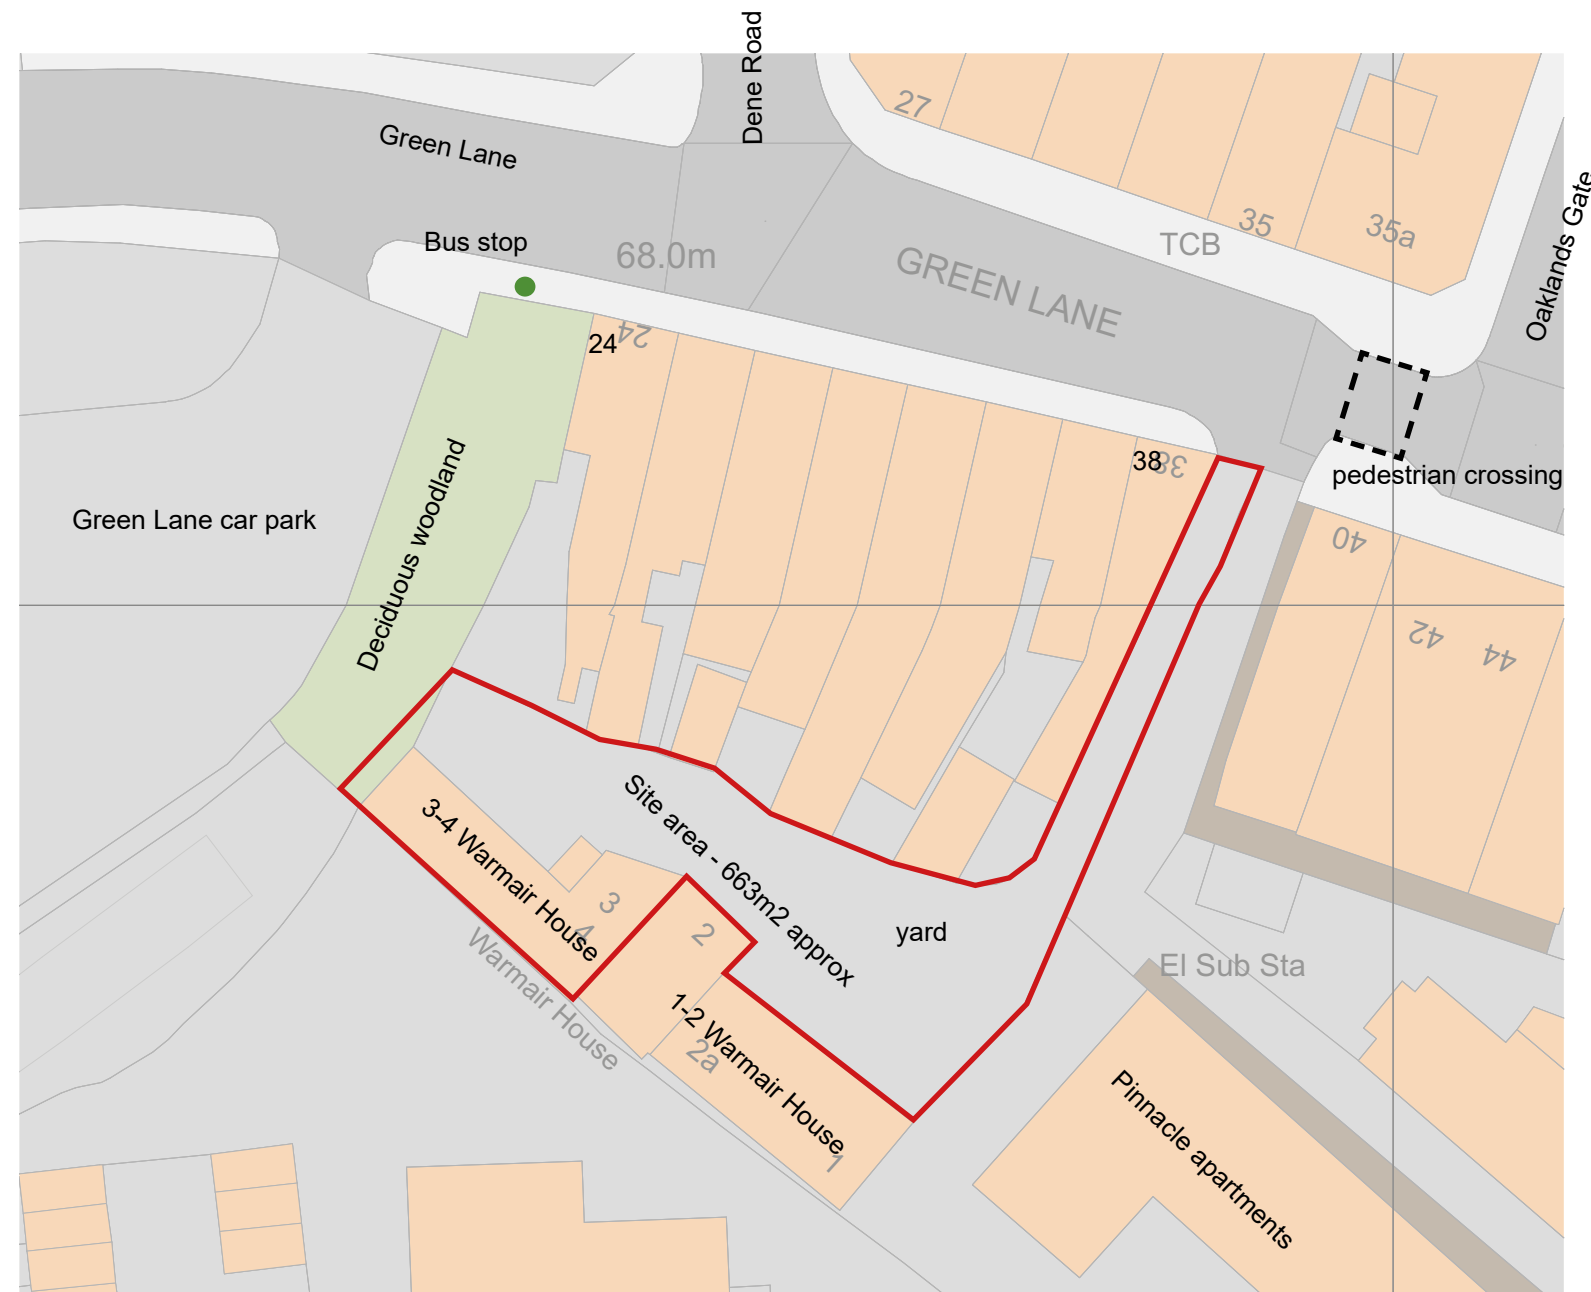 Dene Road
27
Green Lane
35
35a
TCB
Oaklands Gate
Bus stop
68.0m
GREEN LANE
24
24
38
38
pedestrian crossing
Green Lane car park
Deciduous woodland
40
42
44
Site area - 663m2 approx
3-4 Warmair House
3
4
2
yard
Warmair House
El Sub Sta
1-2 Warmair House
2a
1
Pinnacle apartments